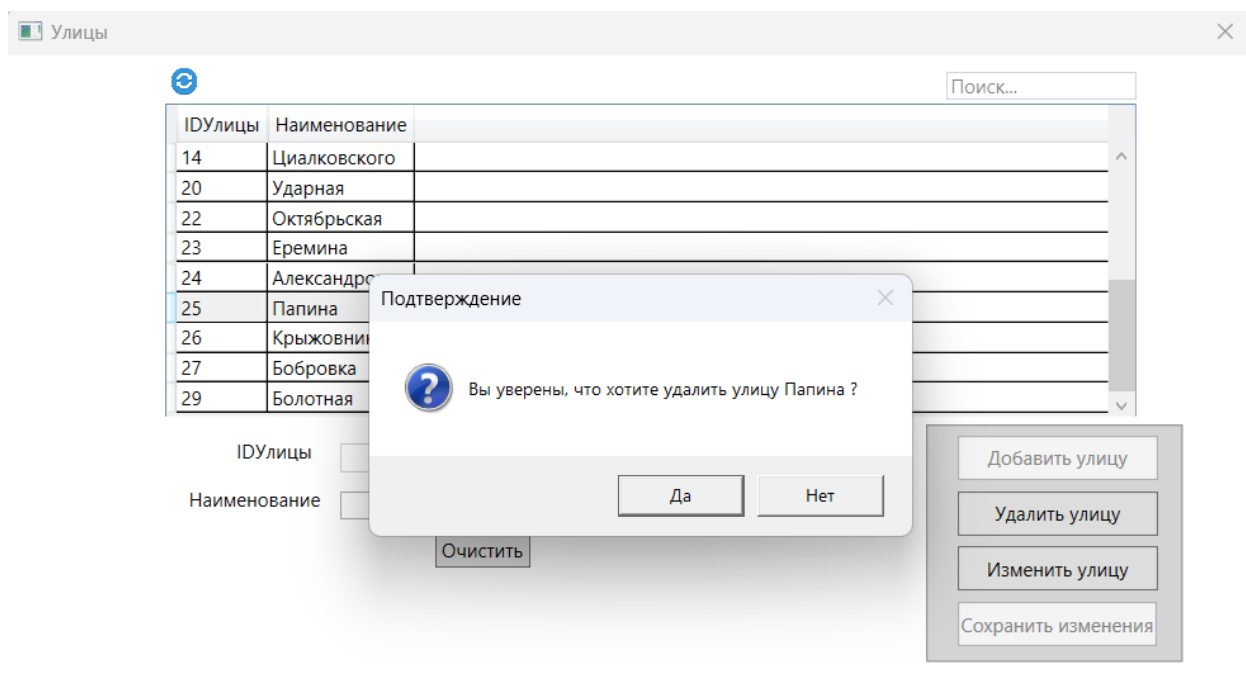 Улицы
Поиск...
IDУлицы Наименование
14 Циалковского
20 Ударная
22 Октябрьская
23 Еремина
24
25 Папина
26
27 Бобровка
29 Болотная
Подтверждение
Вы уверены, что хотите удалить улицу Папина ?
Да Нет
IDУлицы
Наименование
Очистить
Добавить улицу
Удалить улицу
Изменить улицу
Сохранить изменения